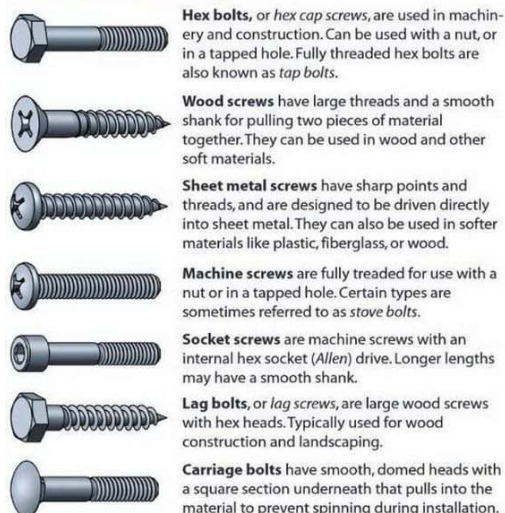 Hex bolts, or hex cap screws, are used in machin-
ery and construction. Can be used with a nut, or
in a tapped hole. Fully threaded hex bolts are
also known as tap bolts.
Wood screws have large threads and a smooth
shank for pulling two pieces of material
together. They can be used in wood and other
soft materials.
Sheet metal screws have sharp points and
threads, and are designed to be driven directly
into sheet metal. They can also be used in softer
materials like plastic, fiberglass, or wood.
Machine screws are fully treaded for use with a
nut or in a tapped hole. Certain types are
sometimes referred to as stove bolts.
Socket screws are machine screws with an
internal hex socket (Allen) drive. Longer lengths
may have a smooth shank.
Lag bolts, or lag screws, are large wood screws
with hex heads. Typically used for wood
construction and landscaping.
Carriage bolts have smooth, domed heads with
a square section underneath that pulls into the
material to prevent spinning during installation.